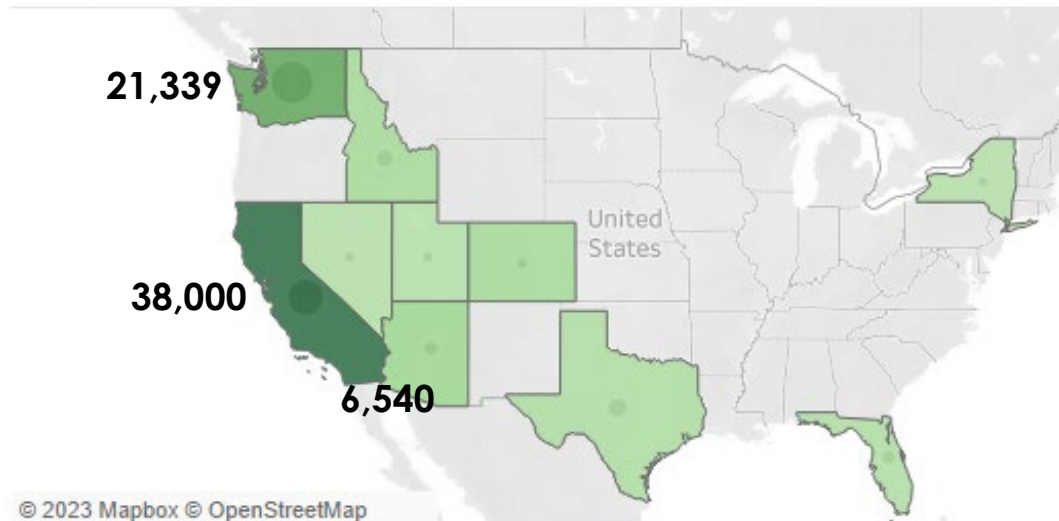 21,339
United
States
38,000
6,540
© 2023 Mapbox © OpenStreetMap